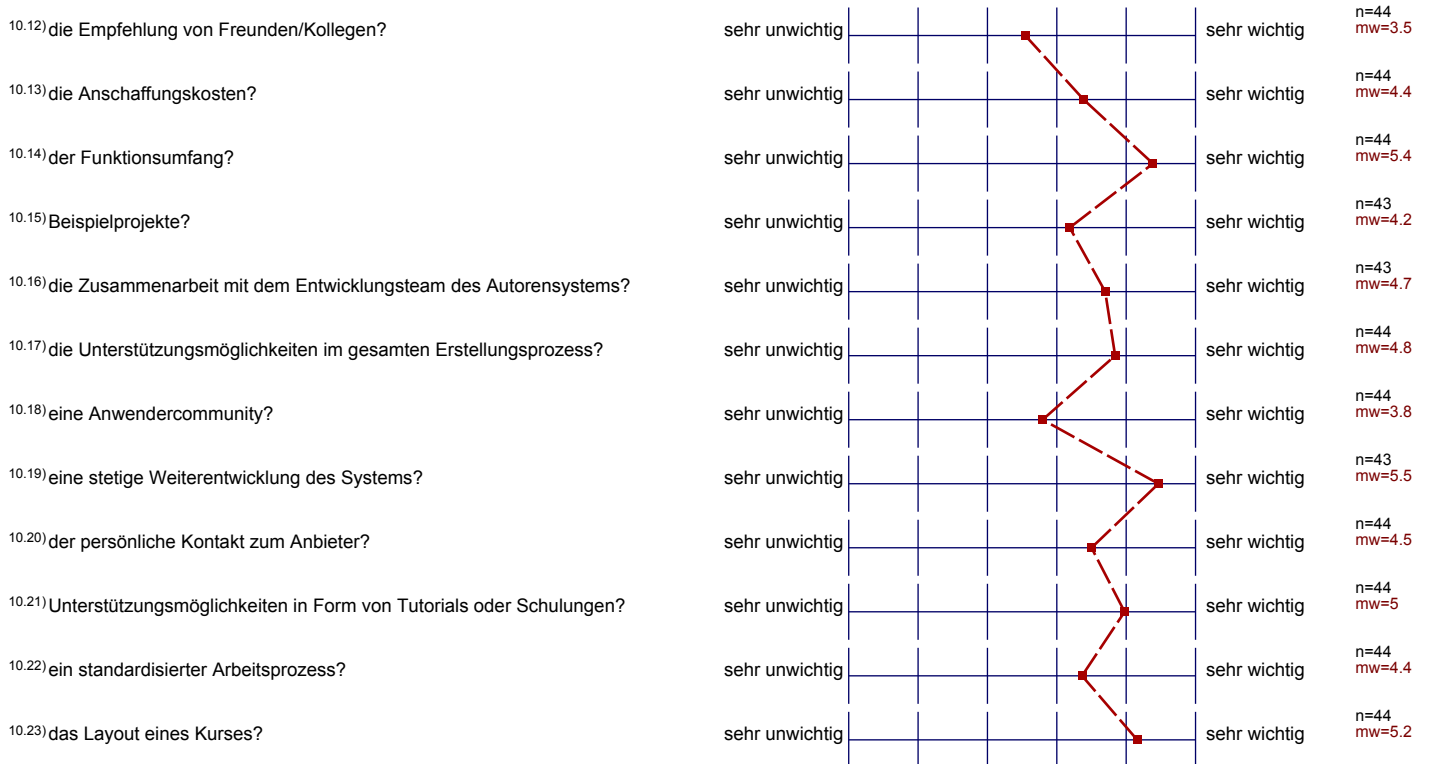 10.12) die Empfehlung von Freunden/Kollegen? sehr unwichtig sehr wichtig n=44
mw=3.5
10.13) die Anschaffungskosten? sehr unwichtig sehr wichtig n=44
mw=4.4
10.14) der Funktionsumfang? sehr unwichtig sehr wichtig n=44
mw=5.4
10.15) Beispielprojekte? sehr unwichtig sehr wichtig n=43
mw=4.2
10.16) die Zusammenarbeit mit dem Entwicklungsteam des Autorensystems? sehr unwichtig sehr wichtig n=43
mw=4.7
10.17) die Unterstützungsmöglichkeiten im gesamten Erstellungsprozess? sehr unwichtig sehr wichtig n=44
mw=4.8
10.18) eine Anwendercommunity? sehr unwichtig sehr wichtig n=44
mw=3.8
10.19) eine stetige Weiterentwicklung des Systems? sehr unwichtig sehr wichtig n=43
mw=5.5
10.20) der persönliche Kontakt zum Anbieter? sehr unwichtig sehr wichtig n=44
mw=4.5
10.21) Unterstützungsmöglichkeiten in Form von Tutorials oder Schulungen? sehr unwichtig sehr wichtig n=44
mw=5
10.22) ein standardisierter Arbeitsprozess? sehr unwichtig sehr wichtig n=44
mw=4.4
10.23) das Layout eines Kurses? sehr unwichtig sehr wichtig n=44
mw=5.2